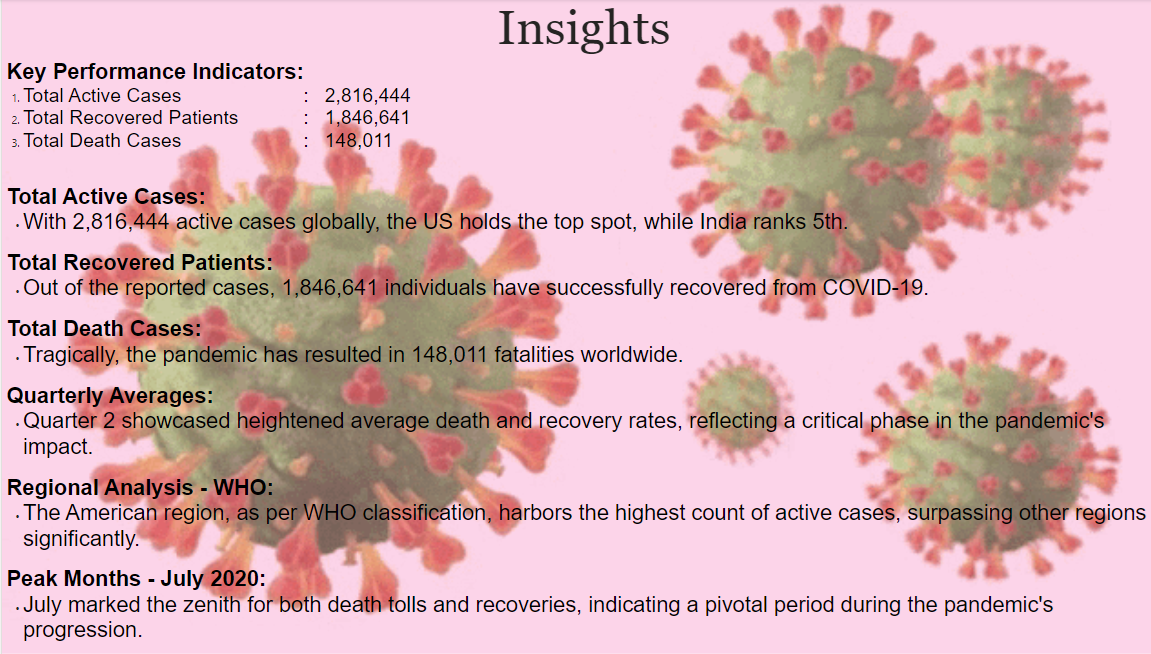 Insights
Key Performance Indicators:
1. Total Active Cases : 2,816,444
2. Total Recovered Patients : 1,846,641
3. Total Death Cases : 148,011
Total Active Cases:
· With 2,816,444 active cases globally, the US holds the top spot, while India ranks 5th.
Total Recovered Patients:
· Out of the reported cases, 1,846,641 individuals have successfully recovered from COVID-19.
Total Death Cases:
· Tragically, the pandemic has resulted in 148,011 fatalities worldwide.
Quarterly Averages:
· Quarter 2 showcased heightened average death and recovery rates, reflecting a critical phase in the pandemic's
impact.
Regional Analysis - WHO:
· The American region, as per WHO classification, harbors the highest count of active cases, surpassing other regions
significantly.
Peak Months - July 2020:
· July marked the zenith for both death tolls and recoveries, indicating a pivotal period during the pandemic's
progression.